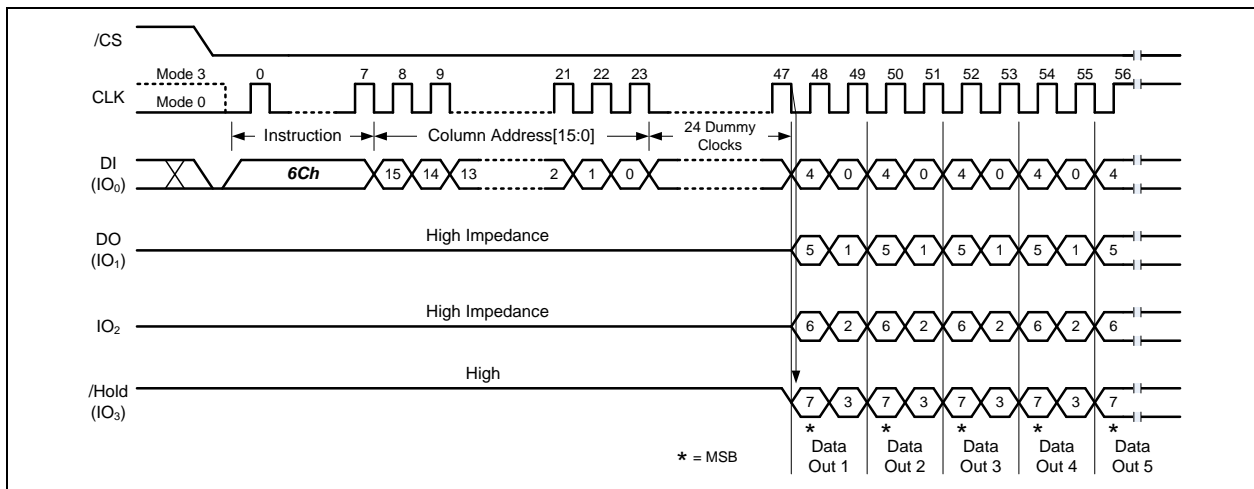 /CS
Mode 3
0 7 8 9 21 22 23 47 48 49 50 51 52 53 54 55 56
CLK
Mode 0
Instruction
Column Address[15:0]
24 Dummy
Clocks
DI
(IO0)
6Ch
15 14 13 2 1 0 4 0 4 0 4 0 4 0 4
High Impedance
DO
(IO1)
5 1 5 1 5 1 5 1 5
High Impedance
IO2
6 2 6 2 6 2 6 2 6
High
/Hold
(IO3)
7 3 7 3 7 3 7 3 7
* * * * *
* = MSB
Data
Out 1
Data
Out 2
Data
Out 3
Data
Out 4
Data
Out 5